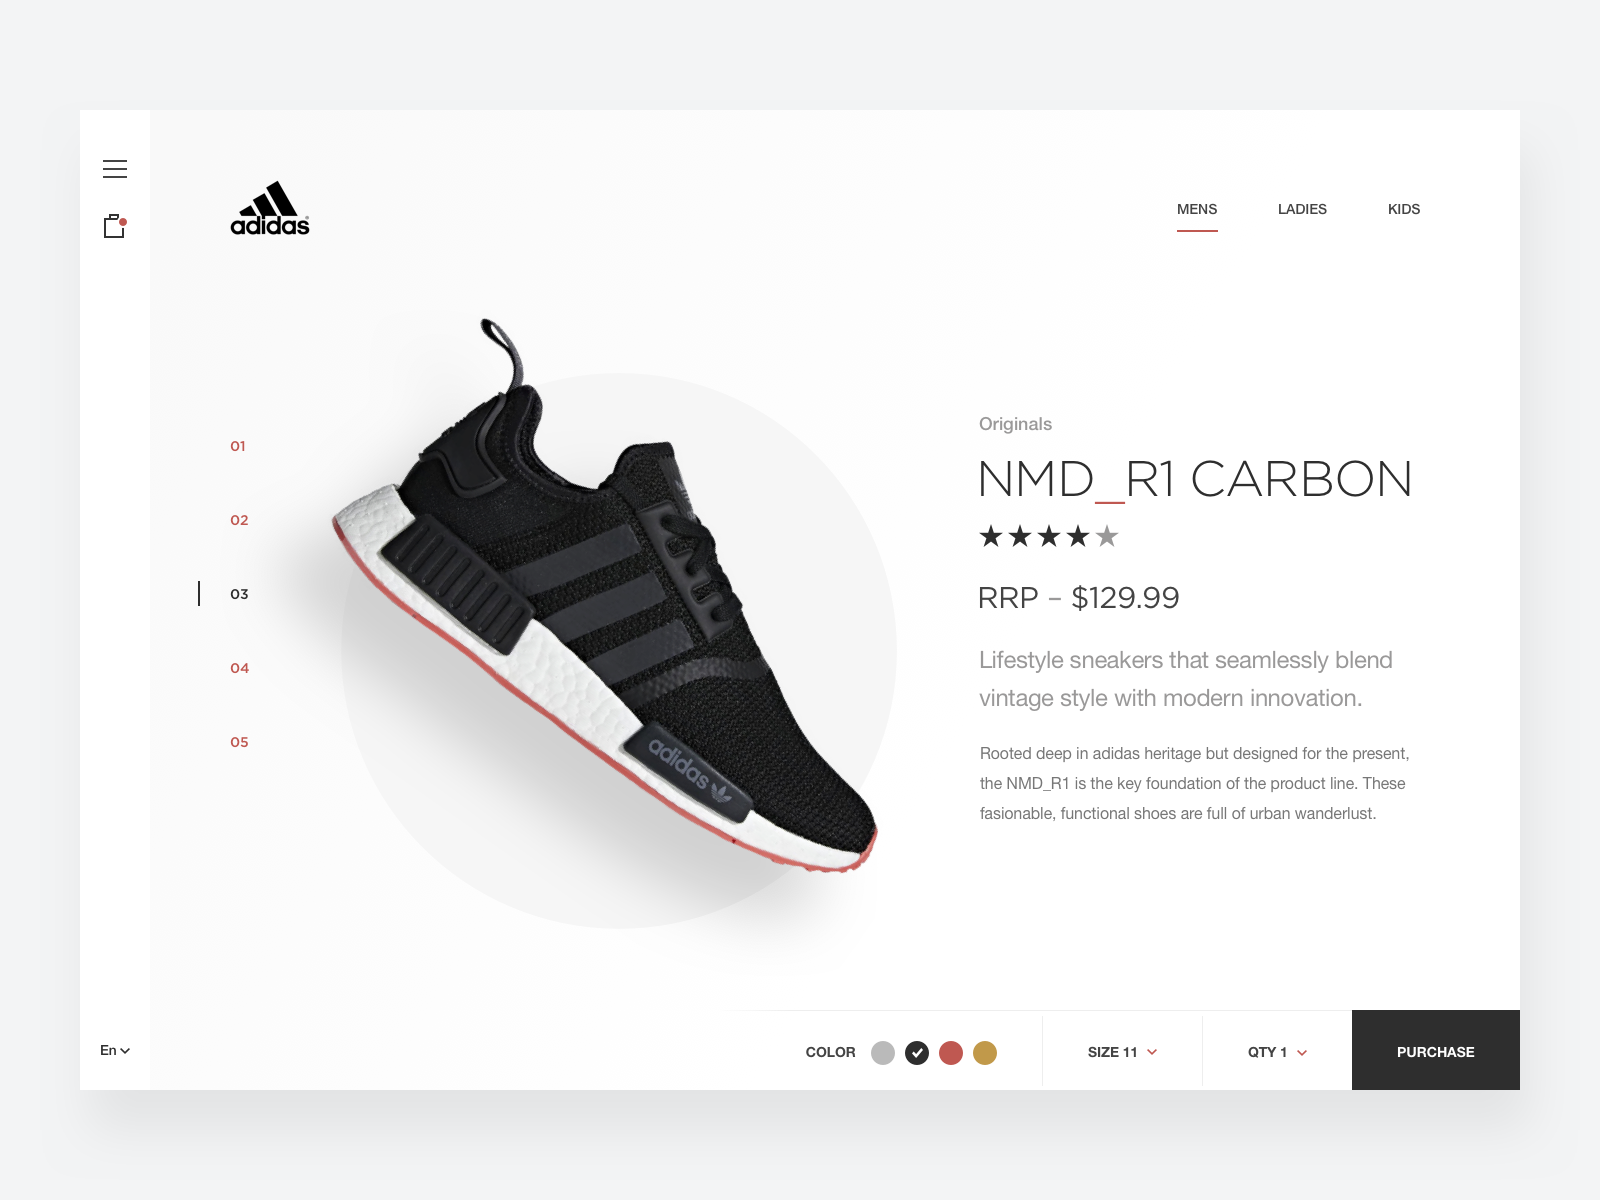 adidas
MENS
LADIES
KIDS
01
02
03
04
05
adidas
Originals
NMD_R1 CARBON
RRP – $129.99
Lifestyle sneakers that seamlessly blend
vintage style with modern innovation.
Rooted deep in adidas heritage but designed for the present,
the NMD_R1 is the key foundation of the product line. These
fasionable, functional shoes are full of urban wanderlust.
En
COLOR
SIZE 11
QTY 1
PURCHASE